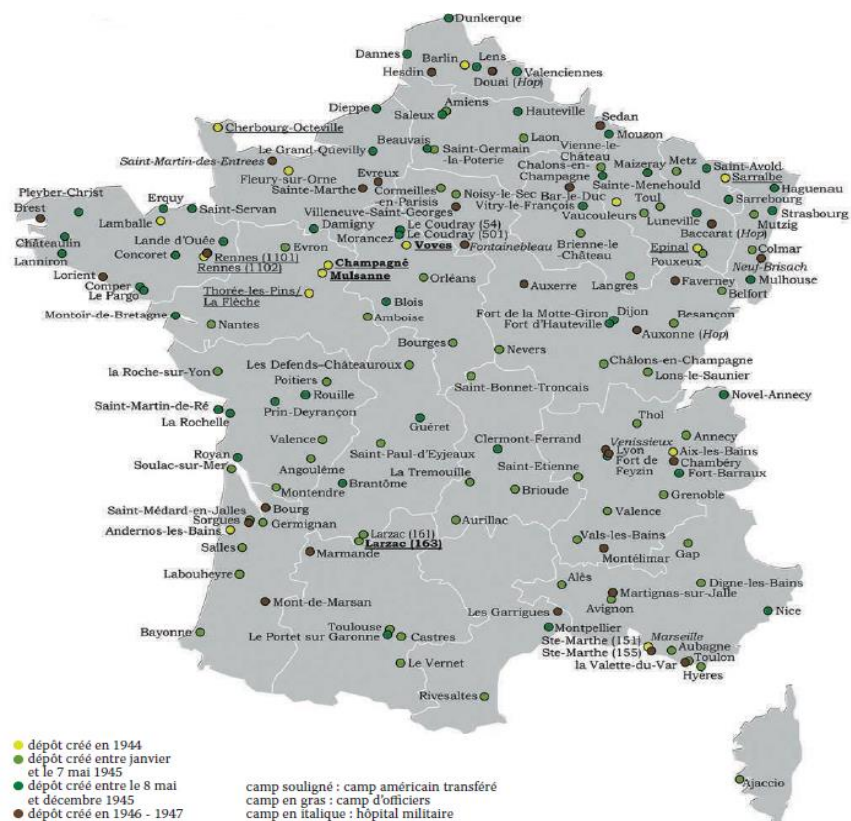 Dunkerque
Dannes
Barlin
Lens
Hesdin
Douai (Hop)
Valenciennes
Dieppe
Amiens
Saleux
Hauteville
Sedan
Cherbourg-Octeville
Beauvais
Laon
Mouzon
Vienne-le-Château
Le Grand-Quevilly
Saint-Germain-la-Poterie
Chalons-en-Champagne
Maizeray
Metz
Saint-Avold
Saint-Martin-des-Entrees
Evreux
Sarralbe
Fleury-sur-Orne
Sainte-Marthe
Cormeilles-en-Parisis
Noisy-le-Sec
Sainte-Menehould
Haguenau
Pleyber-Christ
Erquy
Bar-le-Duc
Toul
Sarrebourg
Brest
Saint-Servan
Villeneuve-Saint-Georges
Vitry-le-François
Strasbourg
Lamballe
Damigny
Le Coudray (54)
Vaucouleurs
Luneville
Mutzig
Châteaulin
Lande d'Ouée
Morancez
Le Coudray (501)
Baccarat (Hop)
Lanniron
Concoret
Evron
Voves
Fontainebleau
Brienne-le-Château
Epinal
Colmar
Rennes (1101)
Rennes (1102)
Pouxeux
Neuf-Brisach
Lorient
Champagné
Mulsanne
Orléans
Auxerre
Langres
Faverney
Mulhouse
Comper
Le Pargo
Thorée-les-Pins/
La Flèche
Belfort
Blois
Montoir-de-Bretagne
Nantes
Amboise
Fort de la Motte-Giron
Dijon
Besançon
Fort d'Hauteville
Auxonne (Hop)
Bourges
Nevers
la Roche-sur-Yon
Les Defends-Châteauroux
Châlons-en-Champagne
Poitiers
Saint-Bonnet-Troncais
Lons-le-Saunier
Rouille
Novel-Annecy
Saint-Martin-de-Ré
Prin-Deyrançon
La Rochelle
Guéret
Thol
Valence
Clermont-Ferrand
Venissieux
Annecy
Royan
Saint-Paul-d'Eyjeaux
Lyon
Aix-les-Bains
Soulac-sur-Mer
Angoulême
La Tremouille
Saint-Etienne
Fort de Feyzin
Chambéry
Fort-Barraux
Montendre
Brantôme
Brioude
Grenoble
Saint-Médard-en-Jalles
Bourg
Valence
Sorgues
Germignan
Aurillac
Andernos-les-Bains
Larzac (161)
Larzac (163)
Vals-les-Bains
Salles
Marmande
Montélimar
Gap
Labouheyre
Alès
Digne-les-Bains
Mont-de-Marsan
Martignas-sur-Jalle
Les Garrigues
Avignon
Nice
Bayonne
Toulouse
Montpellier
Le Portet sur Garonne
Castres
Ste-Marthe (151)
Marseille
Ste-Marthe (155)
Aubagne
la Valette-du-Var
Toulon
Le Vernet
Hyères
Rivesaltes
Ajaccio
dépôt créé en 1944
dépôt créé entre janvier
et le 7 mai 1945
dépôt créé entre le 8 mai
et décembre 1945
dépôt créé en 1946 - 1947
camp souligné : camp américain transféré
camp en gras : camp d'officiers
camp en italique : hôpital militaire